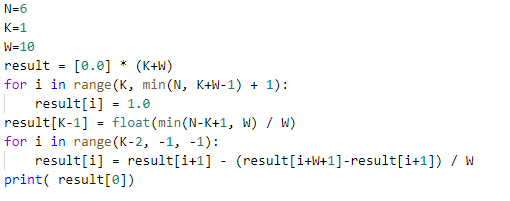 N=6
K=1
W=10
result = [0.0] * (K+W)
for i in range(K, min(N, K+W-1) + 1):
    result[i] = 1.0
result[K-1] = float(min(N-K+1, W) / W)
for i in range(K-2, -1, -1):
    result[i] = result[i+1] - (result[i+W+1]-result[i+1]) / W
print( result[0])